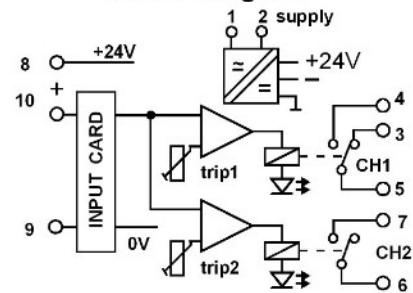 1 2 supply
8 +24V
≃ +24V
= −
+
10
4
3
INPUT CARD
trip1
CH1
5
9 0V
7
trip2
CH2
6